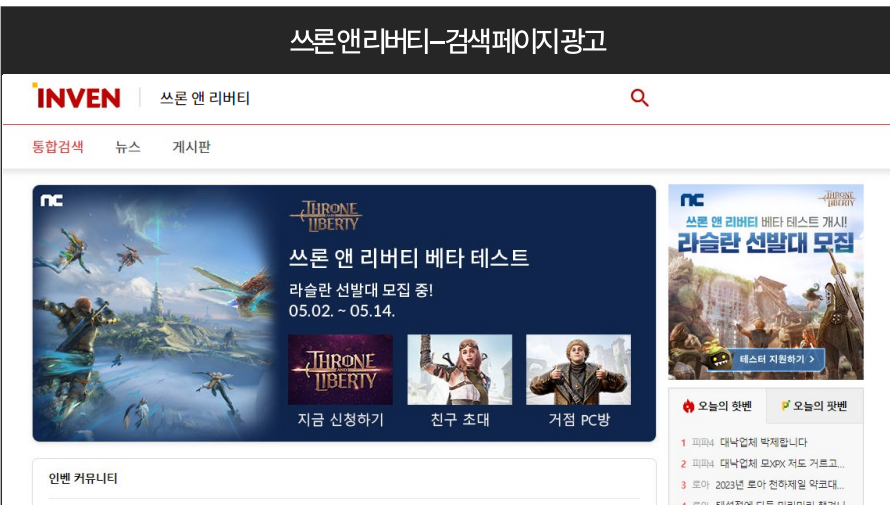 쓰론 앤 리버티 – 검색 페이지 광고
INVEN
쓰론 앤 리버티
통합검색 뉴스 게시판
nc
THRONE
AND
LIBERTY
쓰론 앤 리버티 베타 테스트
라슬란 선발대 모집 중!
05.02. ~ 05.14.
THRONE
AND
LIBERTY
지금 신청하기
친구 초대
거점 PC방
nc
THRONE
AND
LIBERTY
쓰론 앤 리버티 베타 테스트 개시!
라슬란 선발대 모집
테스터 지원하기 >
오늘의 핫벤
오늘의 팟벤
1 피파4 대낙업체 박제합니다
2 피파4 대낙업체 모XPX 저도 거르고...
3 로아 2023년 로아 천하제일 약코대...
인벤 커뮤니티